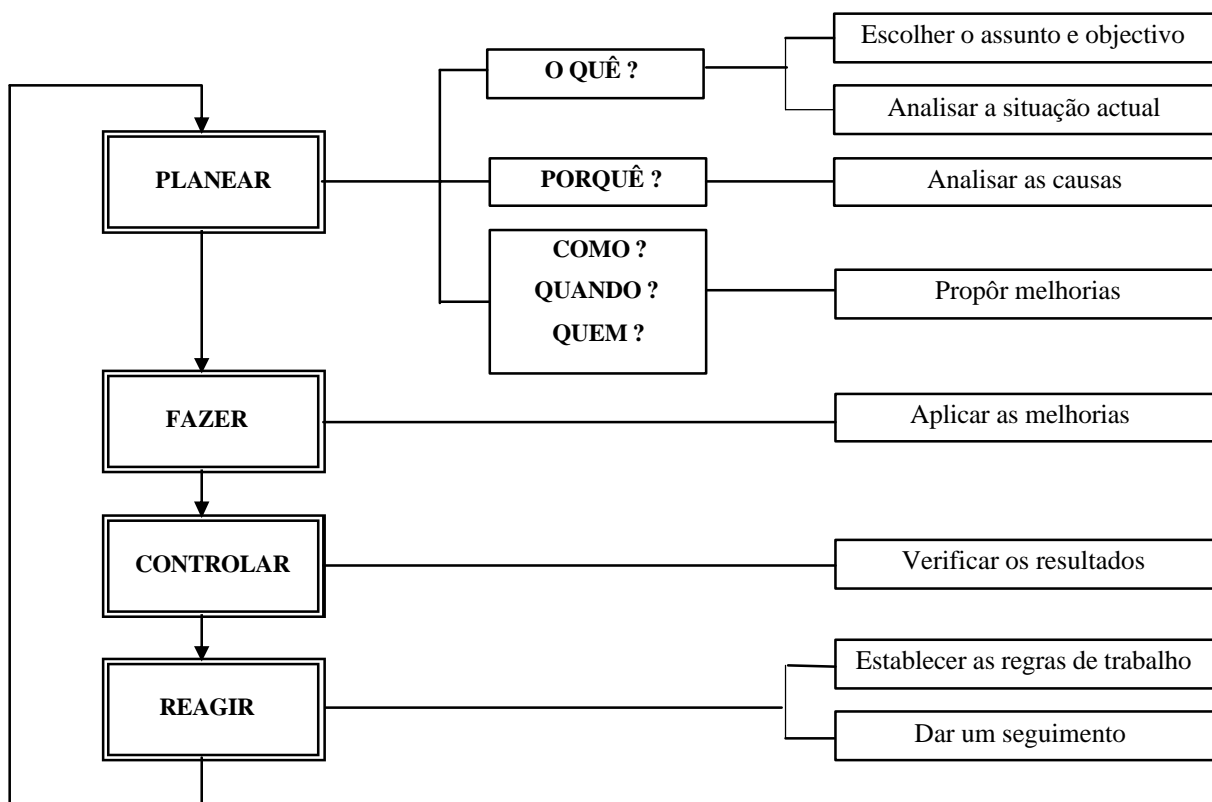 Escolher o assunto e objectivo
O QUÊ ?
Analisar a situação actual
PLANEAR
PORQUÊ ?
Analisar as causas
COMO ?
QUANDO ?
QUEM ?
Propôr melhorias
FAZER
Aplicar as melhorias
CONTROLAR
Verificar os resultados
Establecer as regras de trabalho
REAGIR
Dar um seguimento